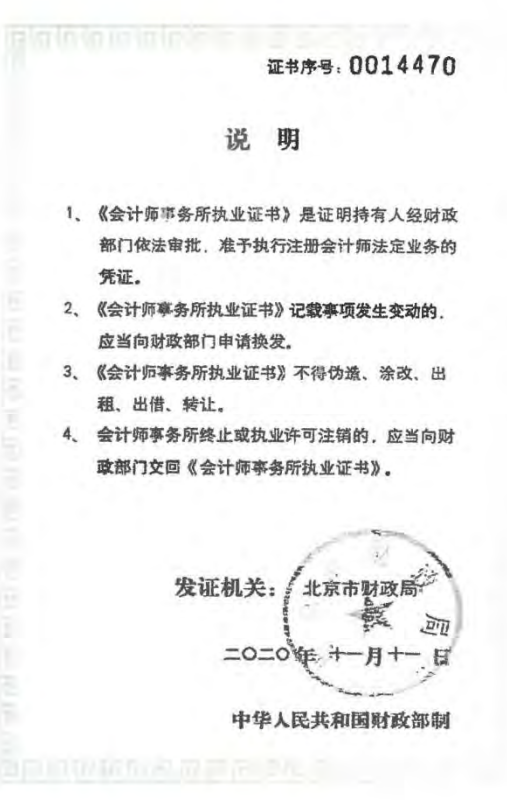 证书序号：0014470
说 明
1、《会计师事务所执业证书》是证明持有人经财政
部门依法审批，准予执行注册会计师法定业务的
凭证。
2、《会计师事务所执业证书》记载事项发生变动的，
应当向财政部门申请换发。
3、《会计师事务所执业证书》不得伪造、涂改、出
租、出借、转让。
4、会计师事务所终止或执业许可注销的，应当向财
政部门交回《会计师事务所执业证书》。
发证机关：北京市财政局
二〇二〇年 十一月十一日
中华人民共和国财政部制